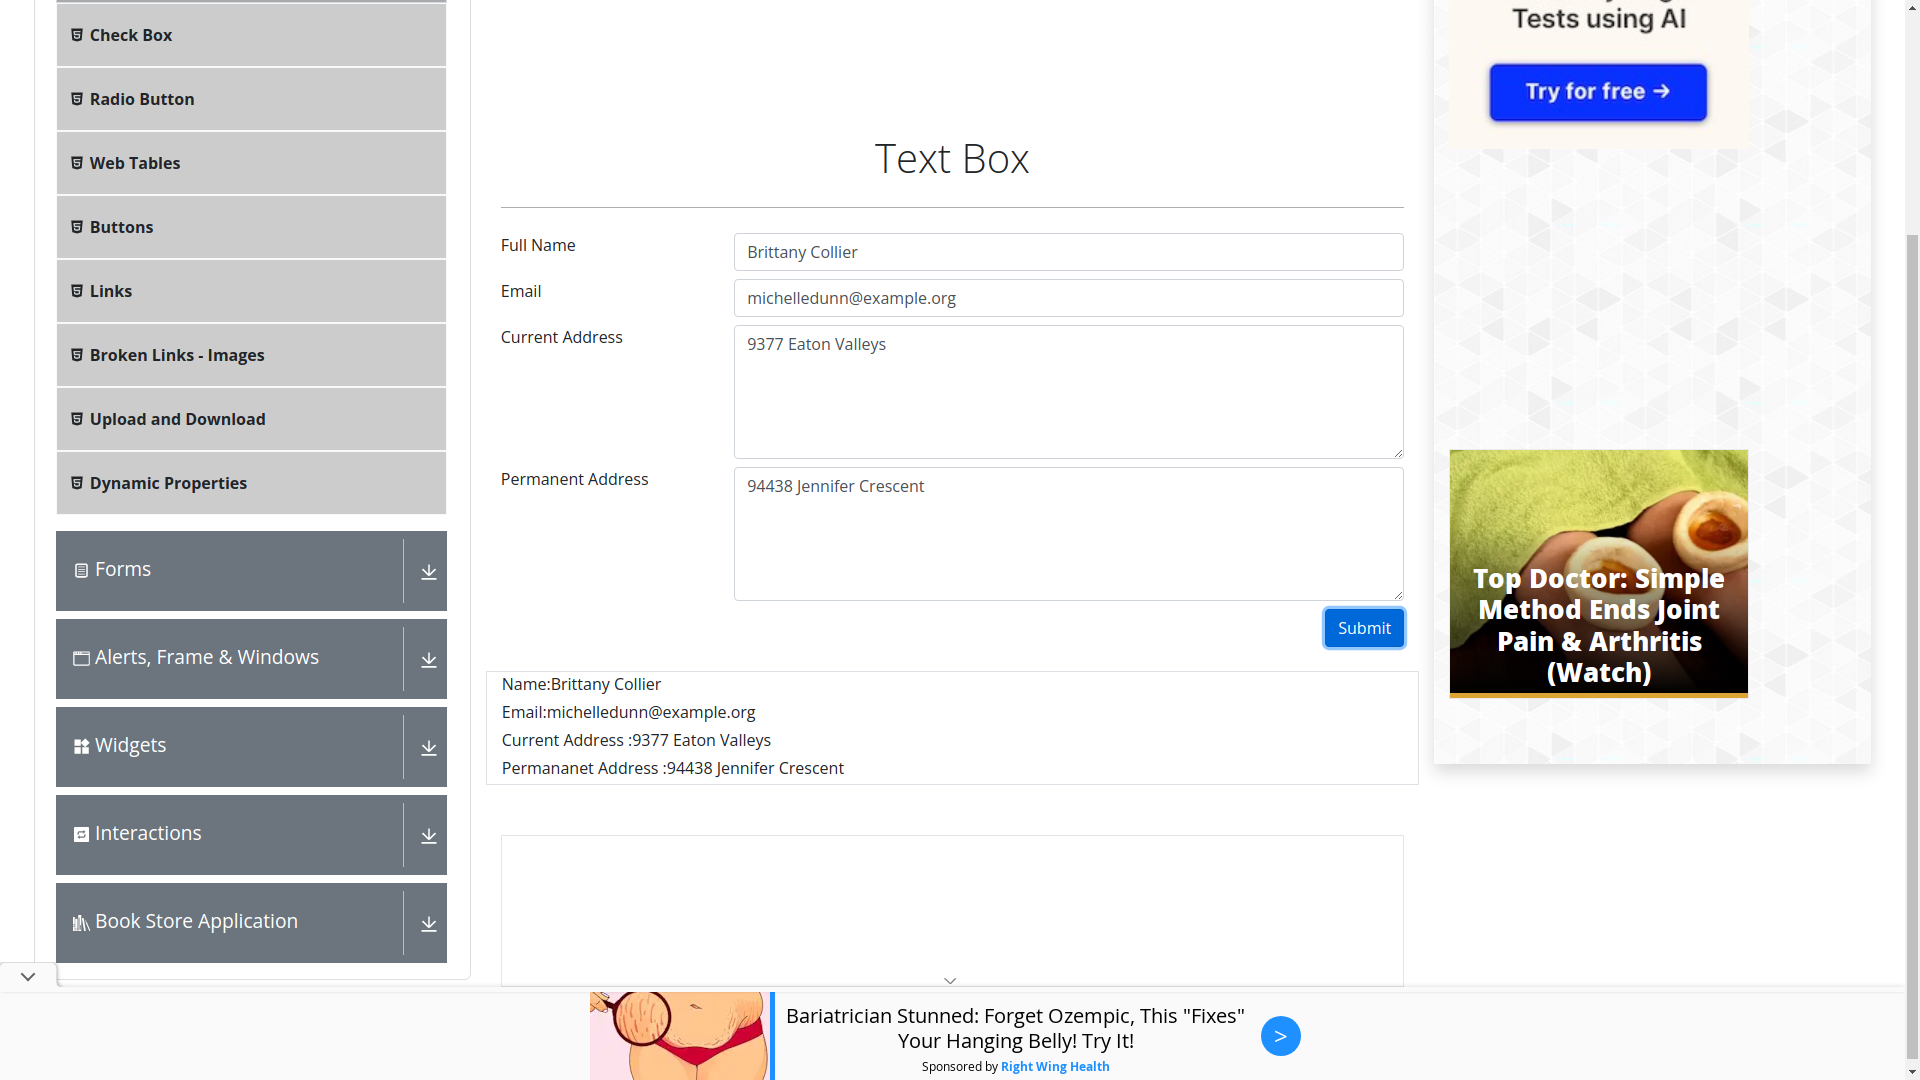 Check Box
Radio Button
Web Tables
Buttons
Links
Broken Links - Images
Upload and Download
Dynamic Properties
Forms
Alerts, Frame & Windows
Widgets
Interactions
Book Store Application
Text Box
Full Name
Brittany Collier
Email
michelledunn@example.org
Current Address
9377 Eaton Valleys
Permanent Address
94438 Jennifer Crescent
Submit
Name:Brittany Collier
Email:michelledunn@example.org
Current Address :9377 Eaton Valleys
Permananet Address :94438 Jennifer Crescent
Tests using AI
Try for free →
Top Doctor: Simple
Method Ends Joint
Pain & Arthritis
(Watch)
Bariatrician Stunned: Forget Ozempic, This "Fixes"
Your Hanging Belly! Try It!
Sponsored by Right Wing Health
>